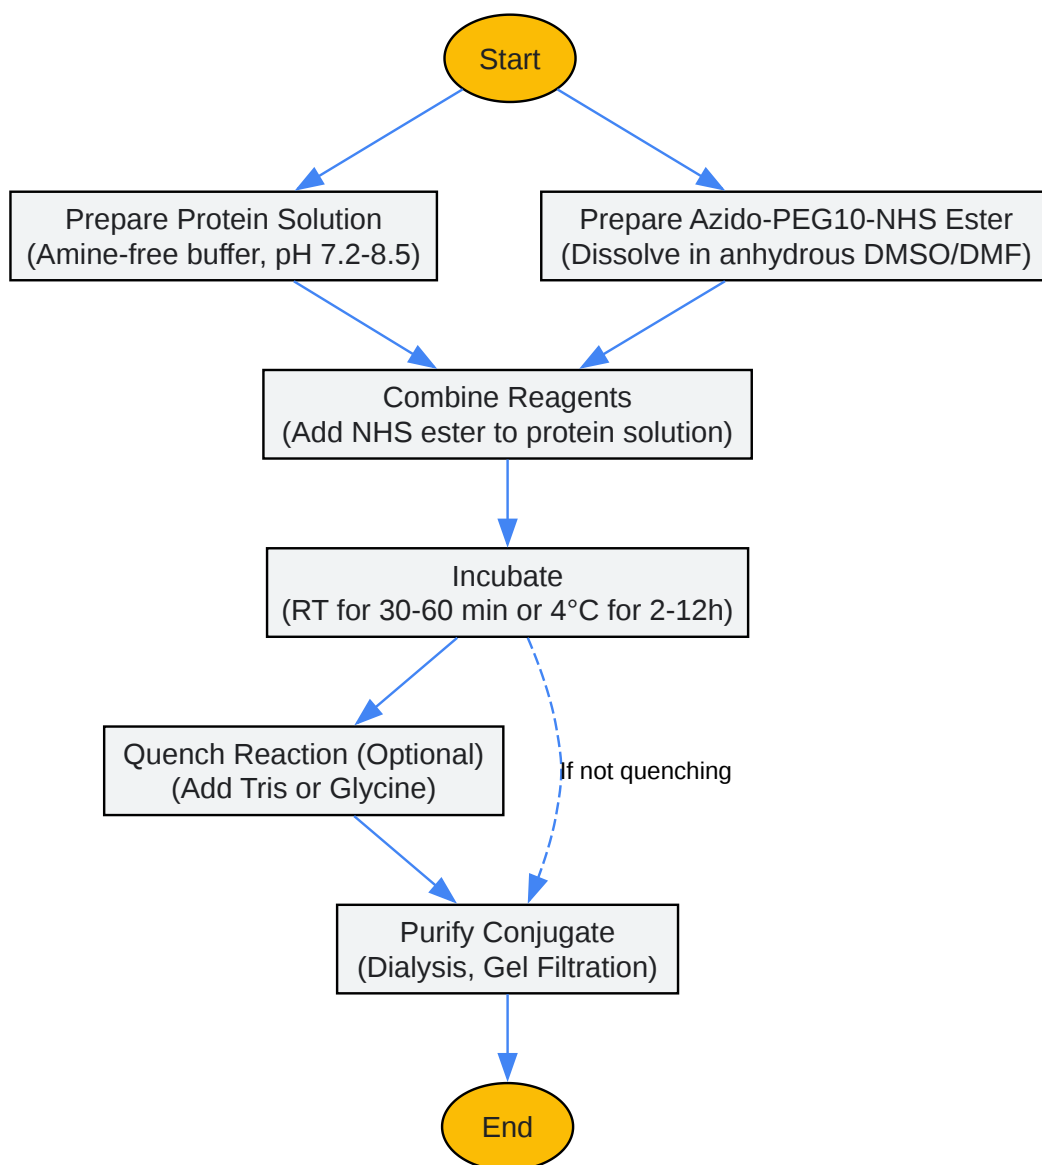 Start
Prepare Protein Solution
(Amine-free buffer, pH 7.2-8.5)
Prepare Azido-PEG10-NHS Ester
(Dissolve in anhydrous DMSO/DMF)
Combine Reagents
(Add NHS ester to protein solution)
Incubate
(RT for 30-60 min or 4°C for 2-12h)
Quench Reaction (Optional)
(Add Tris or Glycine)
If not quenching
Purify Conjugate
(Dialysis, Gel Filtration)
End